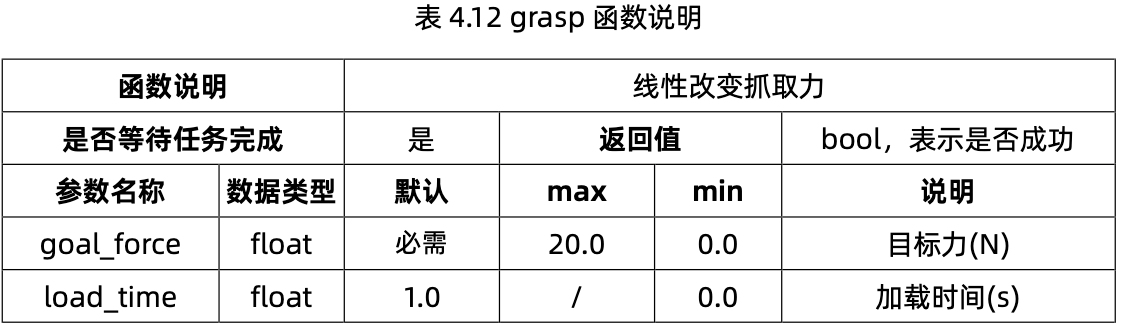 表 4.12 grasp 函数说明
函数说明 线性改变抓取力
是否等待任务完成 是 返回值 bool，表示是否成功
参数名称 数据类型 默认 max min 说明
goal_force float 必需 20.0 0.0 目标力(N)
load_time float 1.0 / 0.0 加载时间(s)